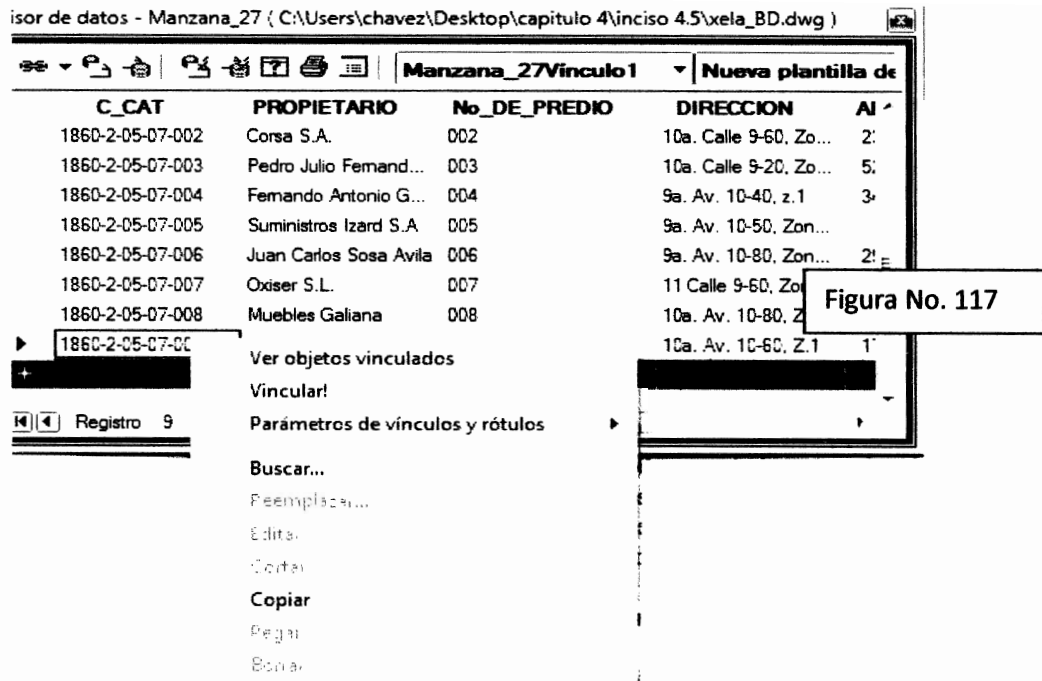 isor de datos - Manzana_27 ( C:\Users\chavez\Desktop\capitulo 4\inciso 4.5\xela_BD.dwg )
Manzana_27Vínculo1 Nueva plantilla de
C_CAT PROPIETARIO No_DE_PREDIO DIRECCION
1860-2-05-07-002 Corsa S.A. 002 10a. Calle 9-60, Zo...
1860-2-05-07-003 Pedro Julio Fernand... 003 10a. Calle 9-20, Zo...
1860-2-05-07-004 Fernando Antonio G... 004 9a. Av. 10-40, z.1
1860-2-05-07-005 Suministros Izard S.A 005 9a. Av. 10-50, Zon...
1860-2-05-07-006 Juan Carlos Sosa Avila 006 9a. Av. 10-80, Zon...
1860-2-05-07-007 Oxiser S.L. 007 11 Calle 9-60,
1860-2-05-07-008 Muebles Galiana 008 10a. Av. 10-80, Z
1860-2-05-07-00 10a. Av. 10-60, Z.1
Figura No. 117
Registro 9
Ver objetos vinculados
Vincular!
Parámetros de vínculos y rótulos
Buscar...
Reemplazar...
Editar
Cortar
Copiar
Pegar
Borrar